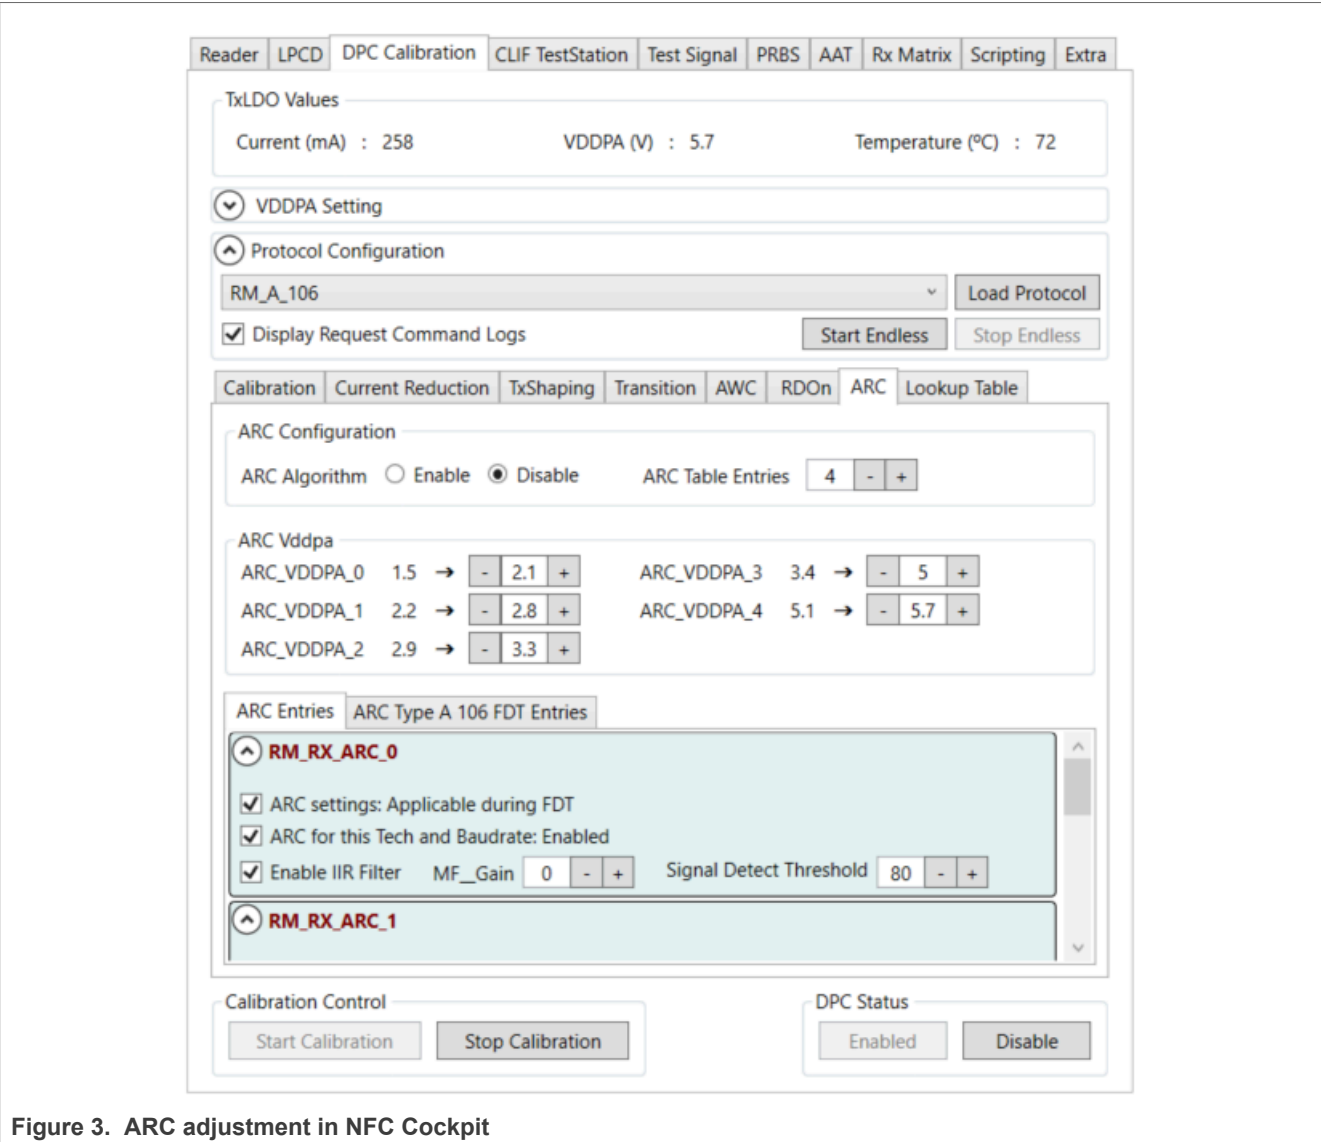 Reader LPCD DPC Calibration CLIF TestStation Test Signal PRBS AAT Rx Matrix Scripting Extra
TxLDO Values
Current (mA) : 258 VDDPA (V) : 5.7 Temperature (ºC) : 72
VDDPA Setting
Protocol Configuration
RM_A_106 Load Protocol
Display Request Command Logs Start Endless Stop Endless
Calibration Current Reduction TxShaping Transition AWC RDOn ARC Lookup Table
ARC Configuration
ARC Algorithm Enable Disable ARC Table Entries 4 - +
ARC Vddpa
ARC_VDDPA_0 1.5 → - 2.1 + ARC_VDDPA_3 3.4 → - 5 +
ARC_VDDPA_1 2.2 → - 2.8 + ARC_VDDPA_4 5.1 → - 5.7 +
ARC_VDDPA_2 2.9 → - 3.3 +
ARC Entries ARC Type A 106 FDT Entries
RM_RX_ARC_0
ARC settings: Applicable during FDT
ARC for this Tech and Baudrate: Enabled
Enable IIR Filter MF__Gain 0 - + Signal Detect Threshold 80 - +
RM_RX_ARC_1
Calibration Control DPC Status
Start Calibration Stop Calibration Enabled Disable
Figure 3. ARC adjustment in NFC Cockpit